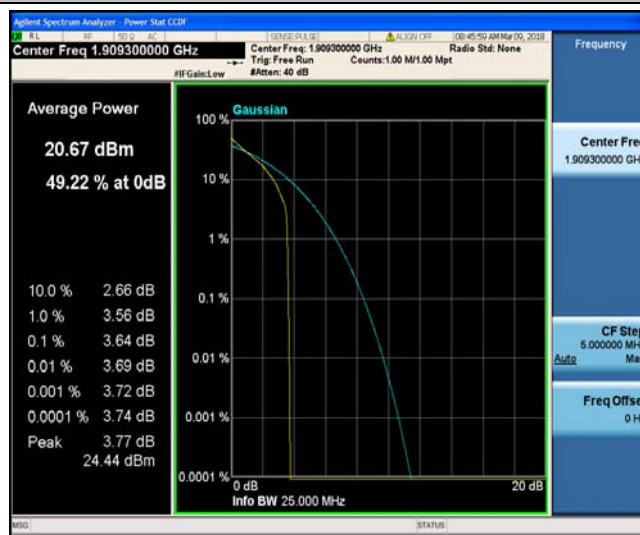 Agilent Spectrum Analyzer - Power Stat CCDF
RL RF 50 Ω AC SENSE:PULSE ALIGN OFF 08:45:59 AM Mar 09, 2018
Center Freq 1.909300000 GHz
Center Freq: 1.909300000 GHz Radio Std: None
Trig: Free Run Counts:1.00 M/1.00 Mpt
#IFGain:Low #Atten: 40 dB
Frequency
Average Power
20.67 dBm
49.22 % at 0dB
10.0 % 2.66 dB
1.0 % 3.56 dB
0.1 % 3.64 dB
0.01 % 3.69 dB
0.001 % 3.72 dB
0.0001 % 3.74 dB
Peak 3.77 dB
24.44 dBm
Gaussian
100 %
10 %
1 %
0.1 %
0.01 %
0.001 %
0.0001 %
0 dB 20 dB
Info BW 25.000 MHz
Center Fre
1.909300000 GH
CF Step
5.000000 MH
Auto Ma
Freq Offse
0 H
MSG STATUS